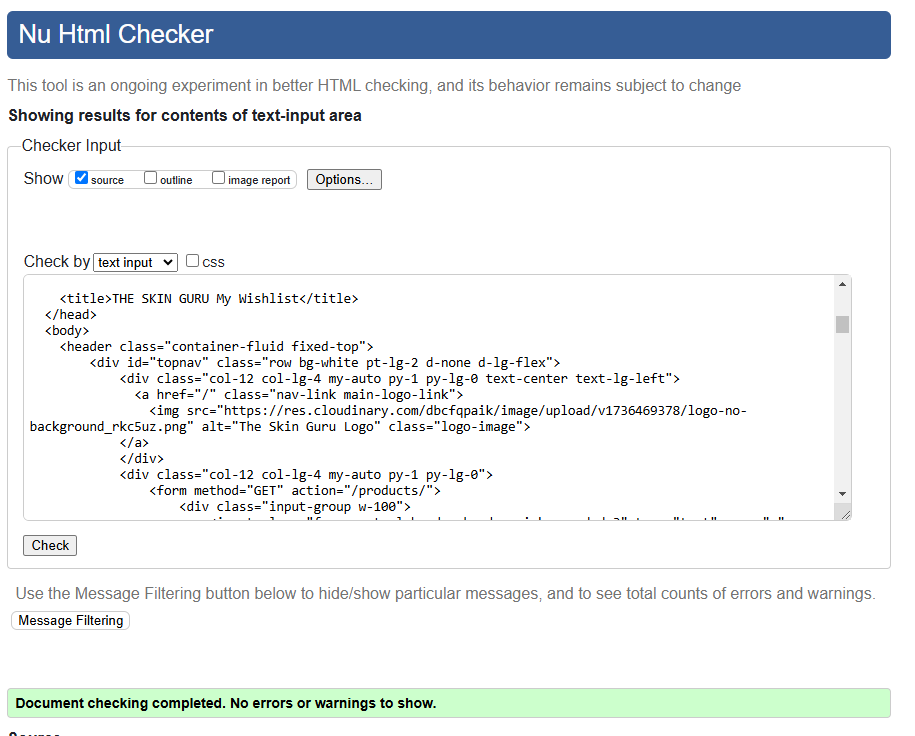 Nu Html Checker
This tool is an ongoing experiment in better HTML checking, and its behavior remains subject to change
Showing results for contents of text-input area
Checker Input
Show source outline image report Options...
Check by text input css
<title>THE SKIN GURU My Wishlist</title>
</head>
<body>
<header class="container-fluid fixed-top">
<div id="topnav" class="row bg-white pt-lg-2 d-none d-lg-flex">
<div class="col-12 col-lg-4 my-auto py-1 py-lg-0 text-center text-lg-left">
<a href="/" class="nav-link main-logo-link">
<img src="https://res.cloudinary.com/dbcfqpaik/image/upload/v1736469378/logo-no-
background_rkc5uz.png" alt="The Skin Guru Logo" class="logo-image">
</a>
</div>
<div class="col-12 col-lg-4 my-auto py-1 py-lg-0">
<form method="GET" action="/products/">
<div class="input-group w-100">
Check
Use the Message Filtering button below to hide/show particular messages, and to see total counts of errors and warnings.
Message Filtering
Document checking completed. No errors or warnings to show.